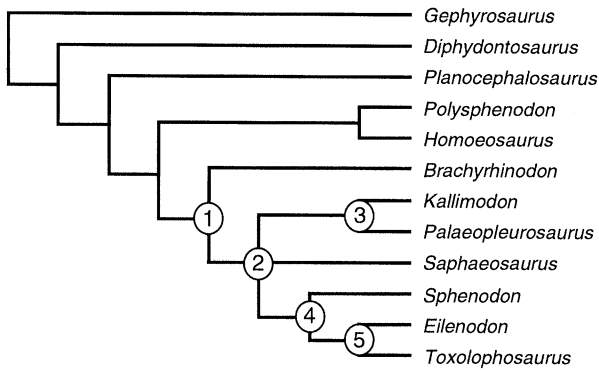 Gephyrosaurus
Diphydontosaurus
Planocephalosaurus
Polysphenodon
Homoeosaurus
Brachyrhinodon
Kallimodon
Palaeopleurosaurus
Saphaeosaurus
Sphenodon
Eilenodon
Toxolophosaurus
1
2
3
4
5